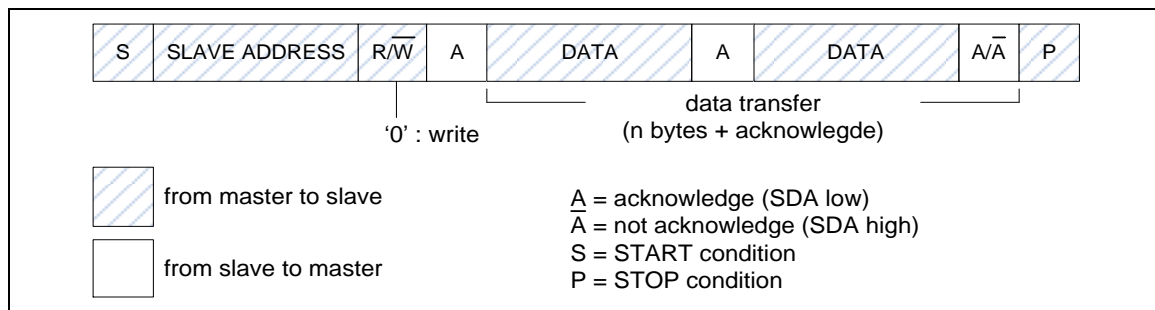 S SLAVE ADDRESS R/W̅ A DATA A DATA A/A̅ P
data transfer
(n bytes + acknowlegde)
‘0’ : write
from master to slave
from slave to master
A = acknowledge (SDA low)
A̅ = not acknowledge (SDA high)
S = START condition
P = STOP condition